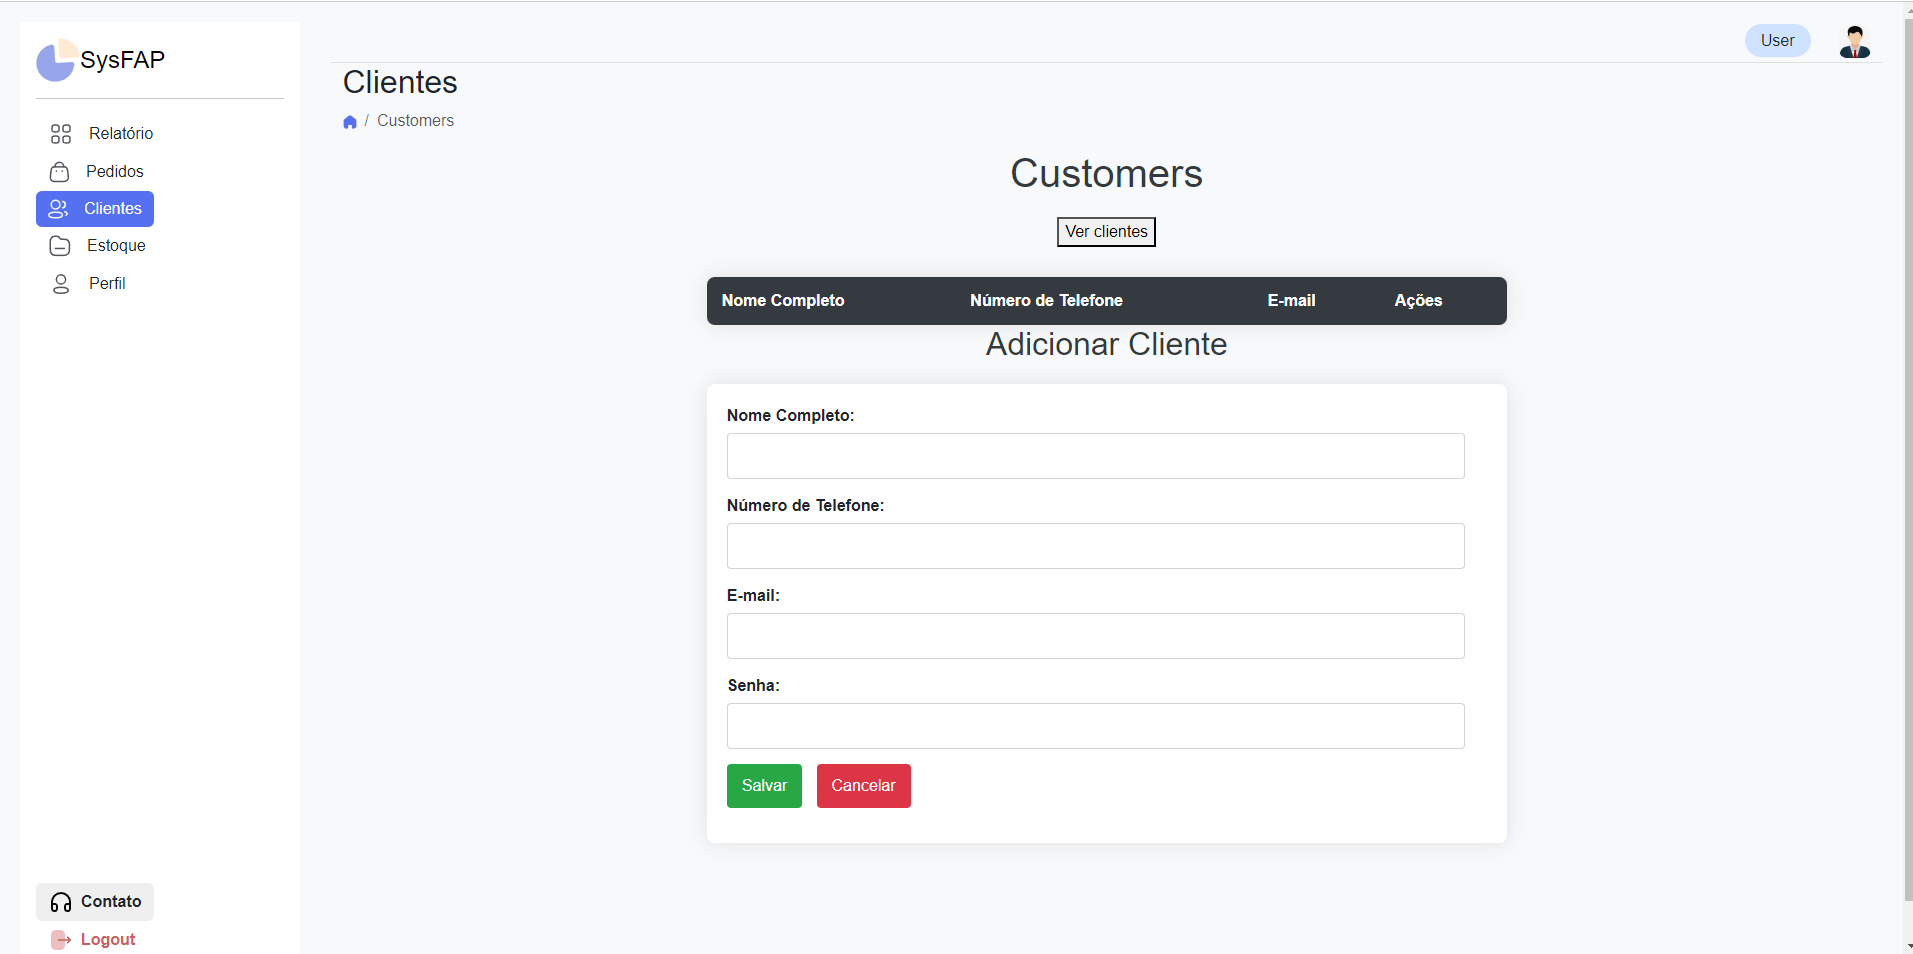 SysFAP
Relatório
Pedidos
Clientes
Estoque
Perfil
Contato
Logout
User
Clientes
/ Customers
Customers
Ver clientes
Nome Completo Número de Telefone E-mail Ações
Adicionar Cliente
Nome Completo:
Número de Telefone:
E-mail:
Senha:
Salvar Cancelar